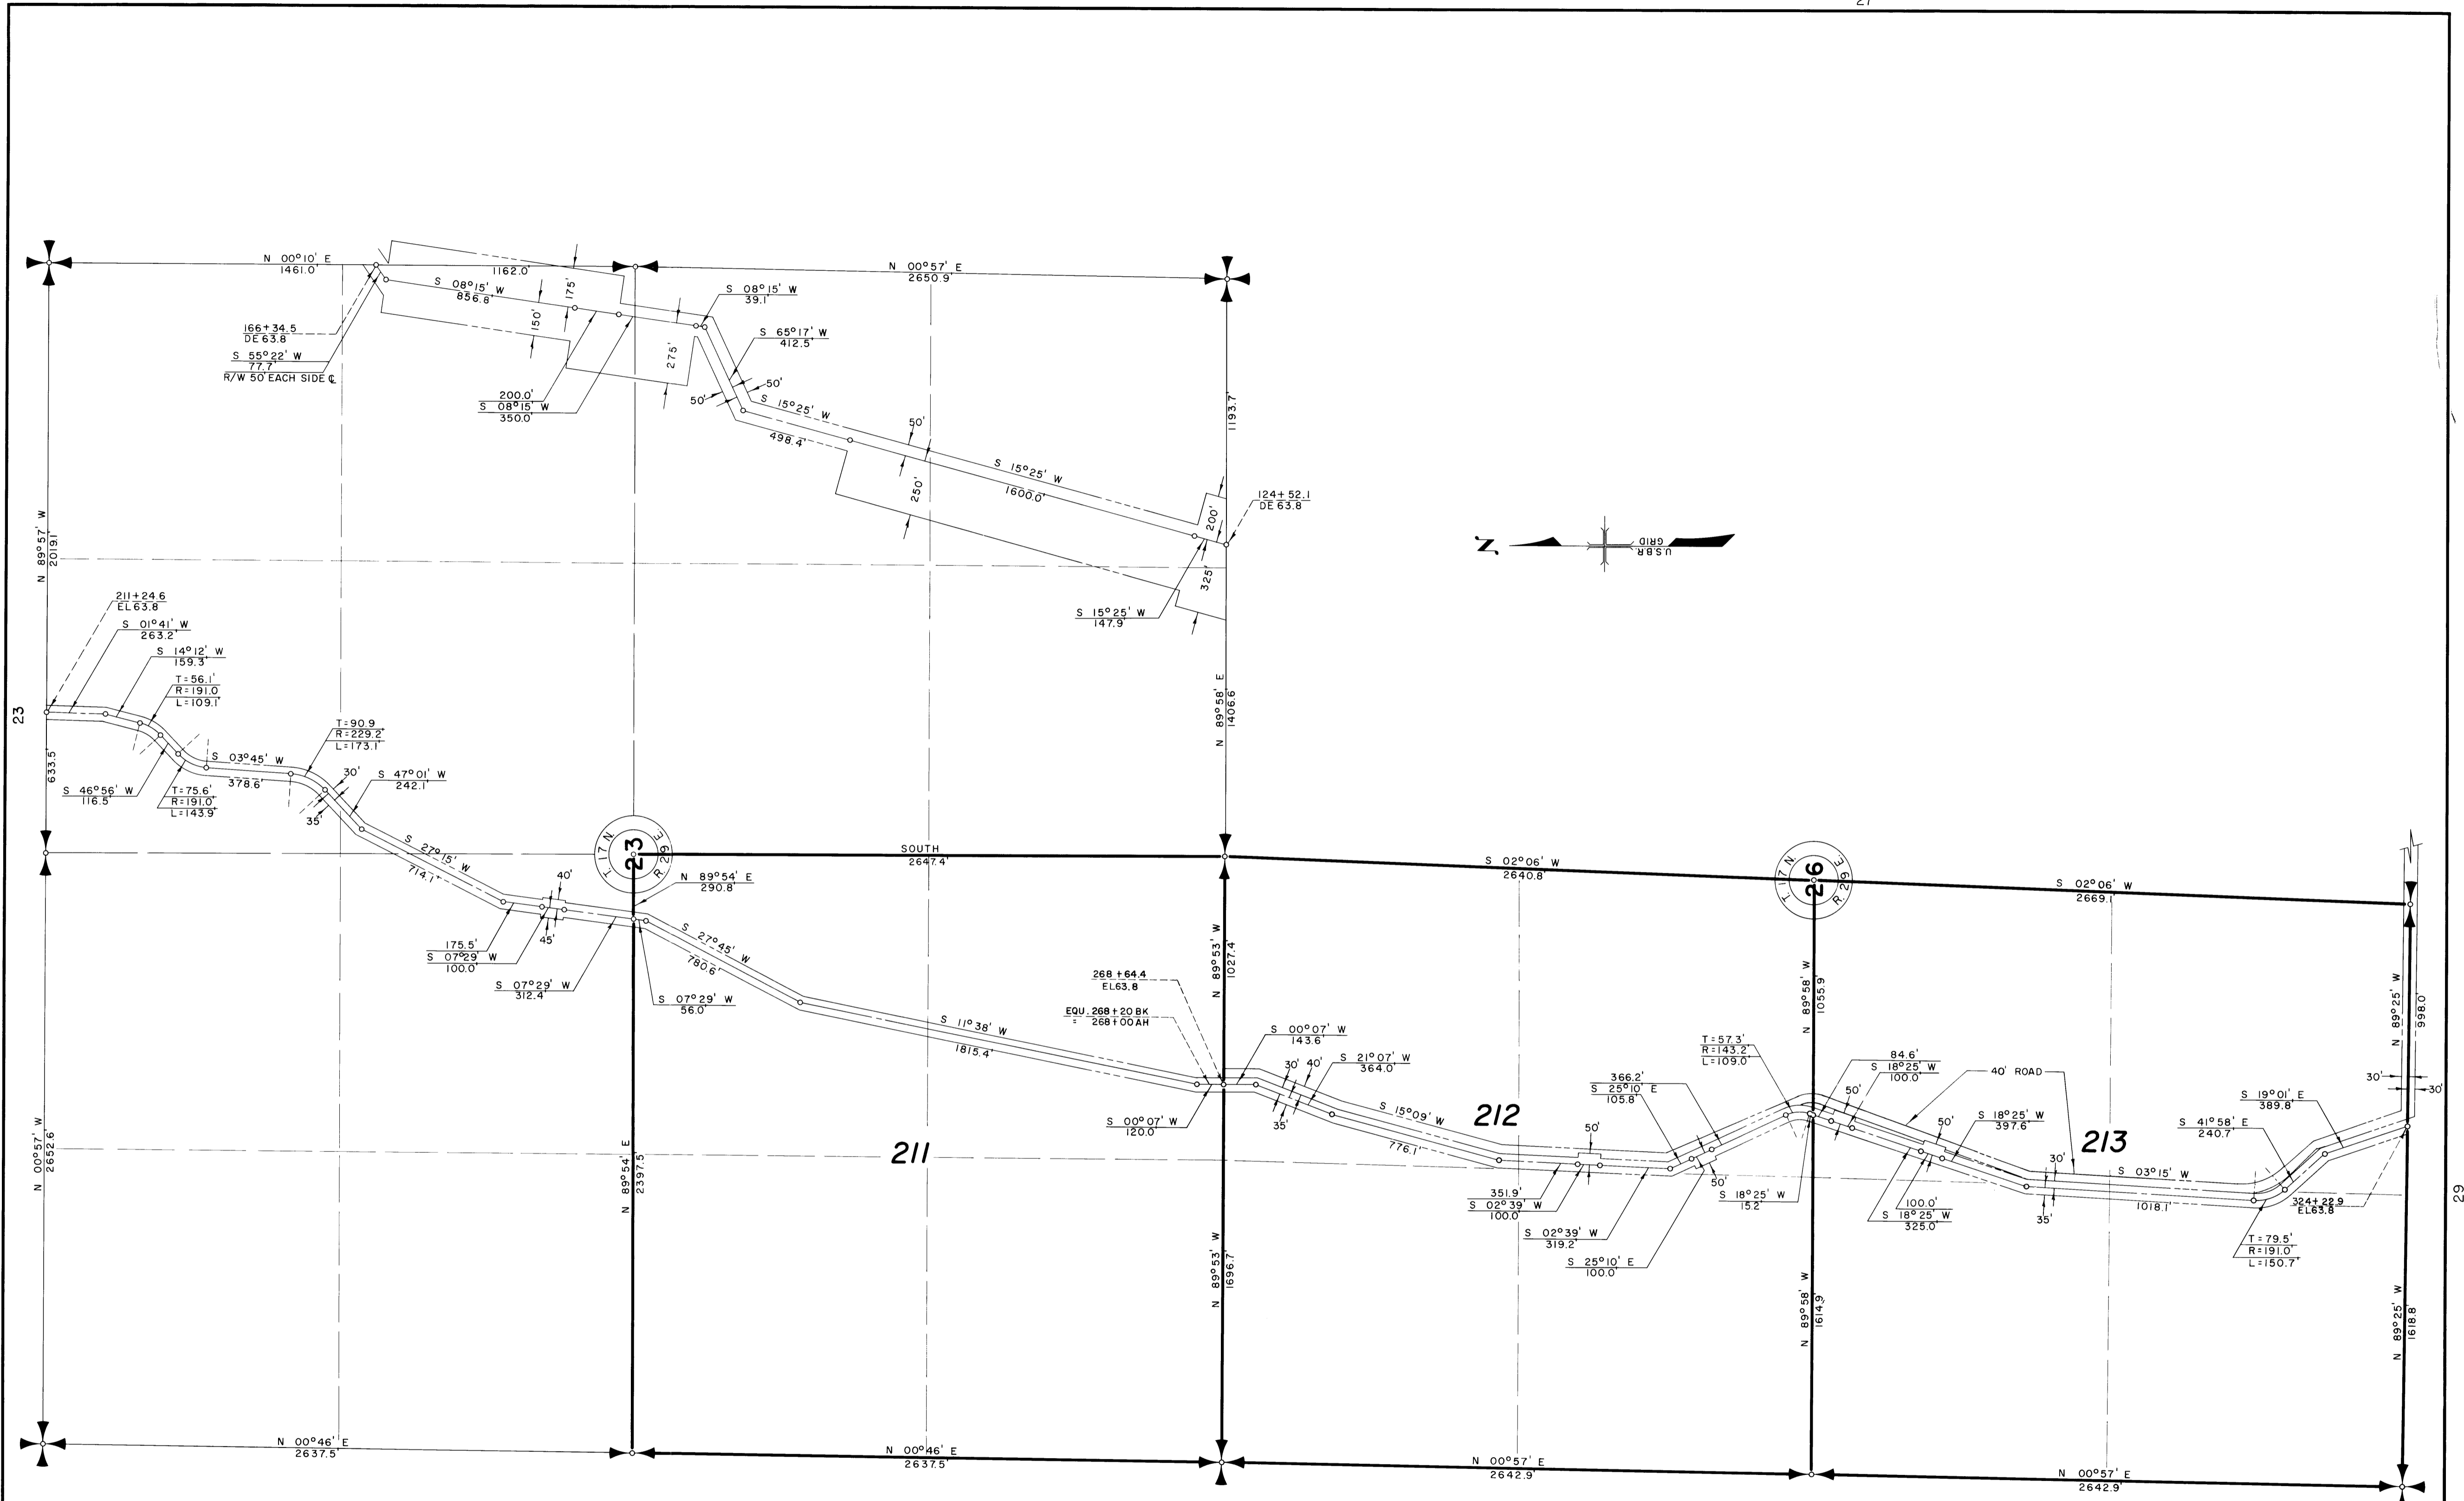 27
N 00°10' E
1461.0'
1162.0'
N 00°57' E
2650.9'
S 08°15' W
856.8'
175'
150'
S 08°15' W
39.1'
166+34.5
DE 63.8
S 55°22' W
77.7'
R/W 50' EACH SIDE ℄
S 65°17' W
412.5'
275'
200.0'
S 08°15' W
350.0'
50'
50'
S 15°25' W
498.4'
50'
250'
S 15°25' W
1600.0'
1193.7'
124+52.1
DE 63.8
200'
325'
S 15°25' W
147.9'
N
U.S.B.R.
GRID
N 89°57' W
2019.1'
211+24.6
EL 63.8
S 01°41' W
263.2'
S 14°12' W
159.3'
T=56.1'
R=191.0'
L=109.1'
23
633.5'
S 46°56' W
116.5'
T=75.6'
R=191.0'
L=143.9'
S 03°45' W
378.6'
T=90.9
R=229.2'
L=173.1'
30'
35'
S 47°01' W
242.1'
S 27°15' W
714.1'
40'
45'
175.5'
S 07°29' W
100.0'
S 07°29' W
312.4'
T. 17 N.
23
R. 29 E.
N 89°54' E
290.8'
S 07°29' W
56.0'
SOUTH
2647.4'
N 89°58' E
1406.6'
S 27°45' W
780.6'
S 11°38' W
1815.4'
268+64.4
EL63.8
EQU. 268+20 BK
= 268+00 AH
N 89°53' W
1027.4'
S 00°07' W
143.6'
S 00°07' W
120.0'
30'
40'
35'
S 21°07' W
364.0'
S 02°06' W
2640.8'
T. 17 N.
26
R. 29 E.
S 02°06' W
2669.1'
S 15°09' W
776.1'
212
50'
351.9'
S 02°39' W
100.0'
S 02°39' W
319.2'
S 25°10' E
100.0'
366.2'
S 25°10' E
105.8'
50'
T=57.3'
R=143.2'
L=109.0'
N 89°58' W
1055.9'
S 18°25' W
15.2'
84.6'
S 18°25' W
100.0'
50'
50'
40' ROAD
S 18°25' W
397.6'
100.0'
S 18°25' W
325.0'
30'
35'
213
S 03°15' W
1018.1'
S 19°01' E
389.8'
S 41°58' E
240.7'
324+22.9
EL63.8
T=79.5'
R=191.0'
L=150.7'
N 89°25' W
998.0'
30'
30'
29
N 00°57' W
2652.6'
N 89°54' E
2397.5'
211
N 89°53' W
1696.7'
N 89°58' W
1614.9'
N 89°25' W
1618.8'
N 00°46' E
2637.5'
N 00°46' E
2637.5'
N 00°57' E
2642.9'
N 00°57' E
2642.9'